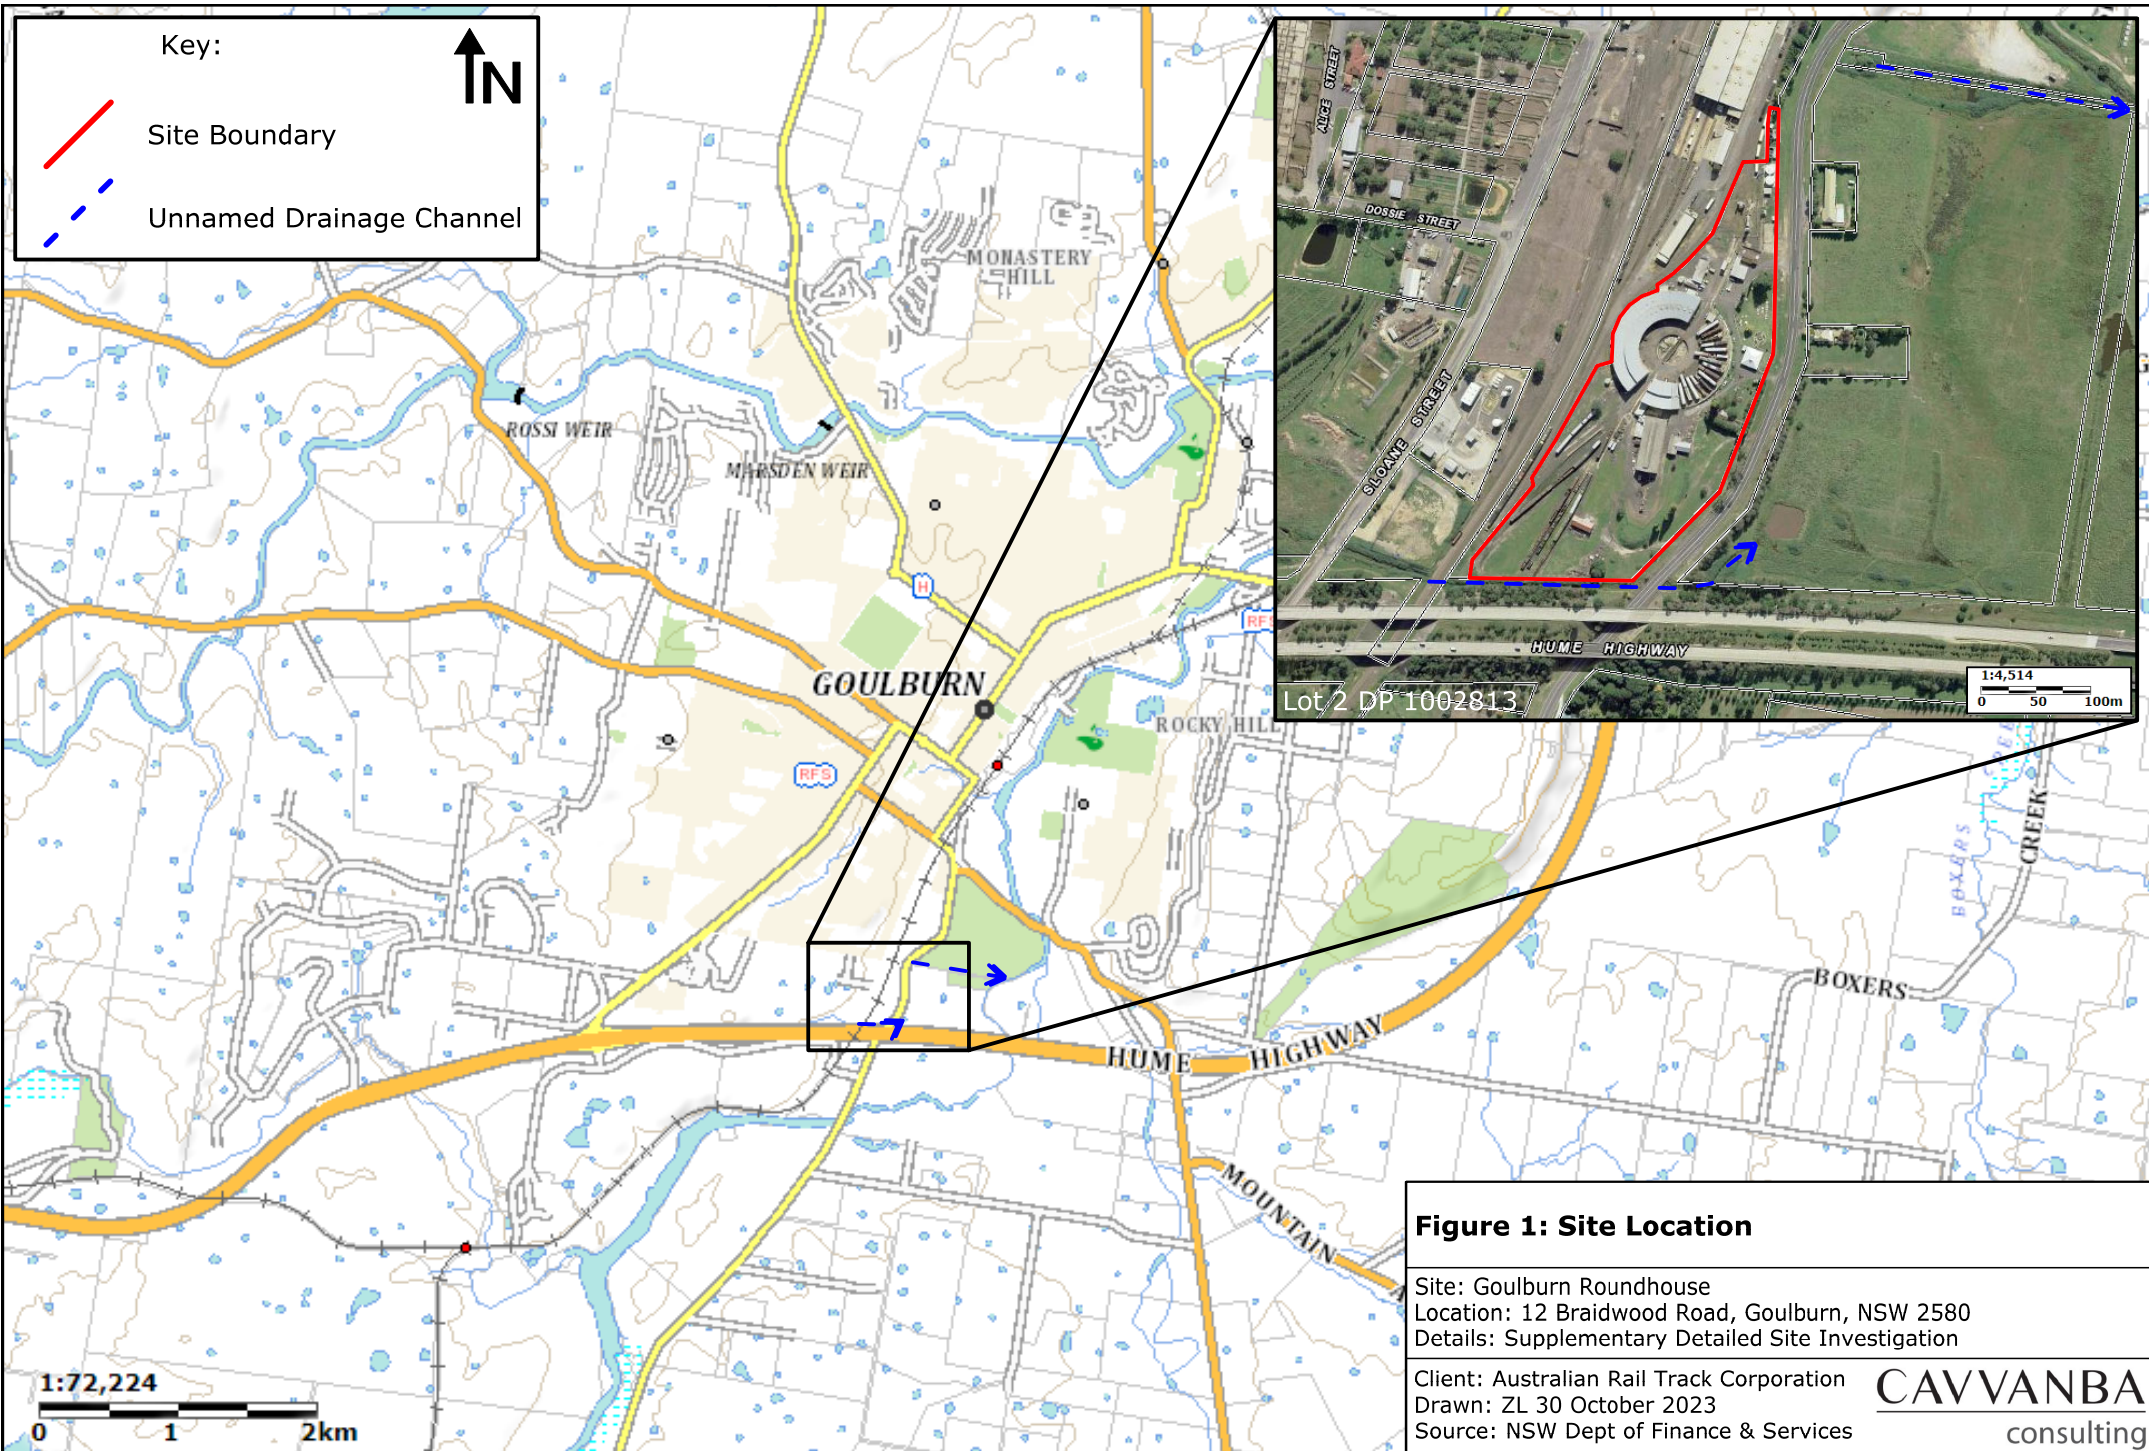 Key:
N
Site Boundary
Unnamed Drainage Channel
MONASTERY
HILL
ROSSI WEIR
MARSDEN WEIR
H
GOULBURN
RFS
RFS
ROCKY HILL
ALICE STREET
DOSSIE STREET
SLOANE STREET
HUME HIGHWAY
Lot 2 DP 1002813
1:4,514
0 50 100m
BOXERS
CREEK
BOXERS CREEK
HUME HIGHWAY
MOUNTAIN
1:72,224
0 1 2km
Figure 1: Site Location
Site: Goulburn Roundhouse
Location: 12 Braidwood Road, Goulburn, NSW 2580
Details: Supplementary Detailed Site Investigation
Client: Australian Rail Track Corporation
Drawn: ZL 30 October 2023
Source: NSW Dept of Finance & Services
CAVVANBA
consulting